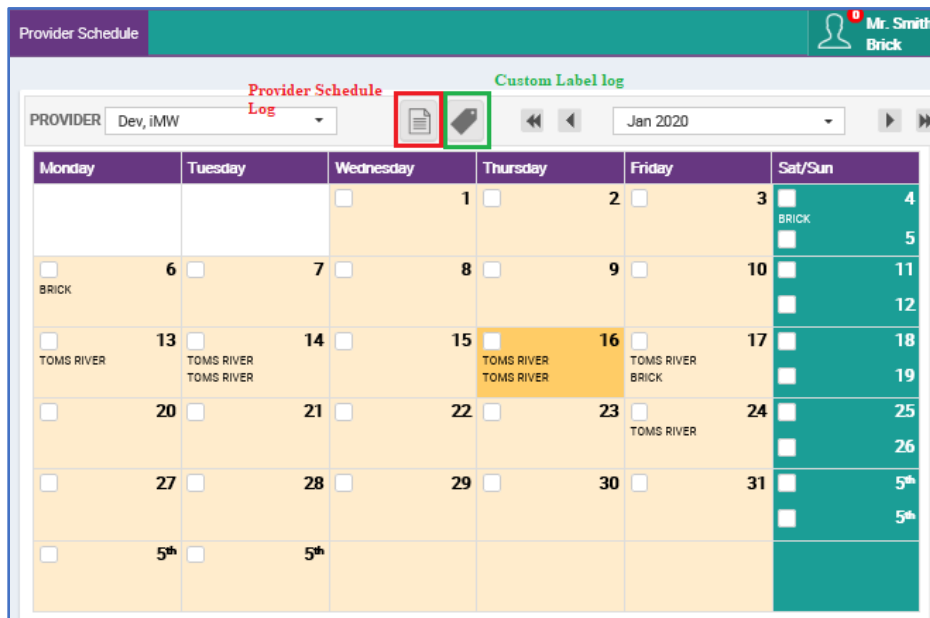 Provider Schedule
0
Mr. Smith
Brick
Provider Schedule
Log
Custom Label log
PROVIDER Dev, iMW Jan 2020
Monday Tuesday Wednesday Thursday Friday Sat/Sun
1 2 3 4
BRICK
5
6 7 8 9 10 11
BRICK
12
13 14 15 16 17 18
TOMS RIVER TOMS RIVER TOMS RIVER TOMS RIVER
TOMS RIVER TOMS RIVER BRICK
19
20 21 22 23 24 25
TOMS RIVER
26
27 28 29 30 31 5th
5th
5th 5th